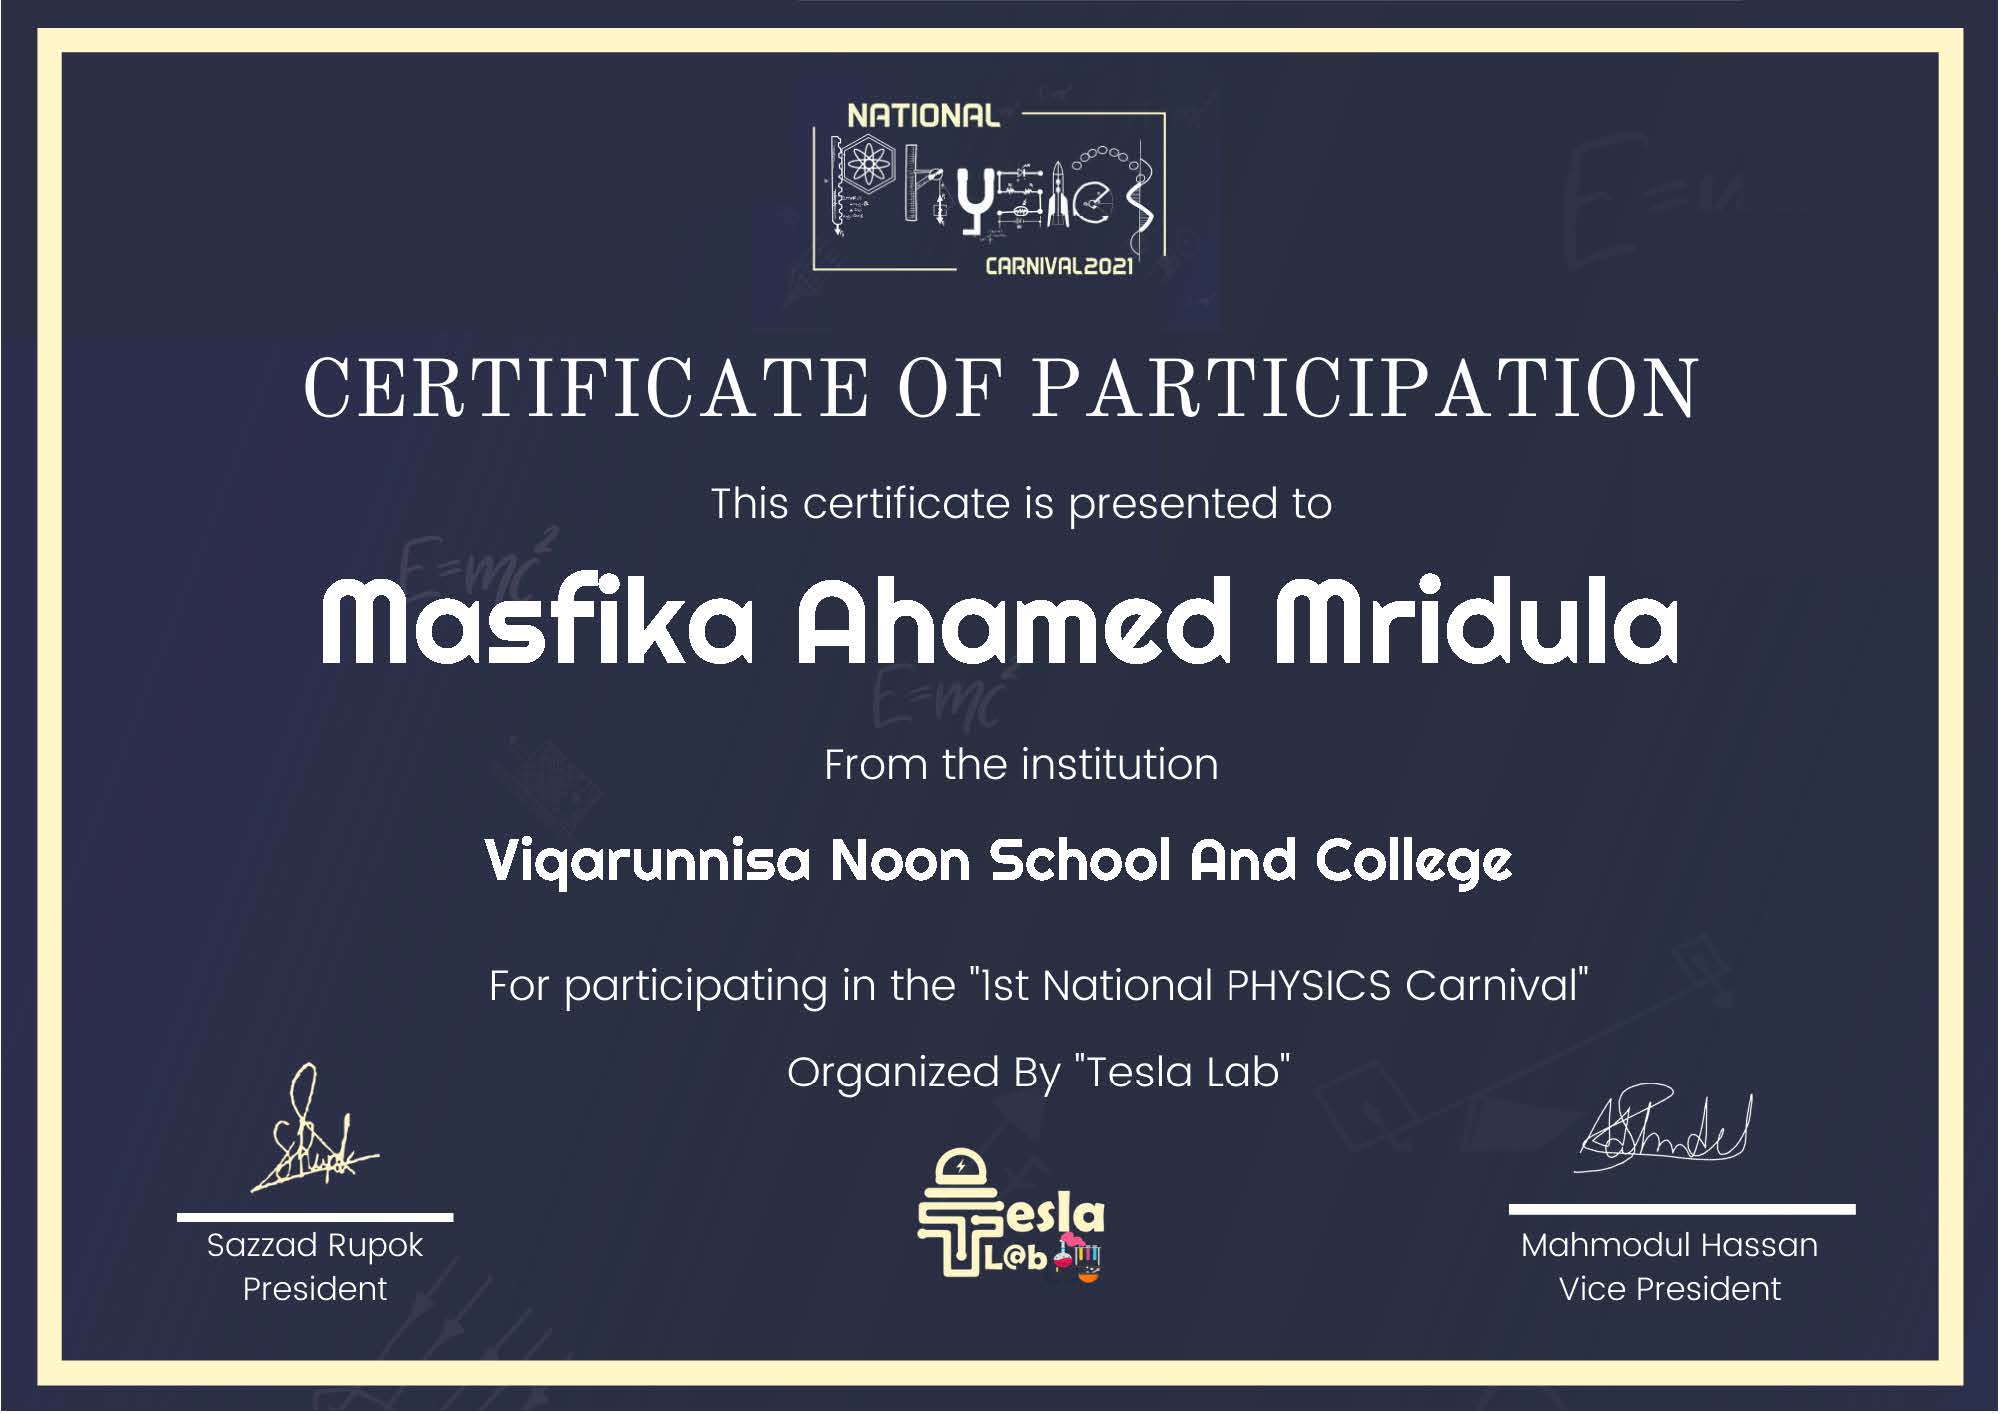 NATIONAL
Physics
CARNIVAL2021
CERTIFICATE OF PARTICIPATION
This certificate is presented to
E=mc²
Masfika Ahamed Mridula
E=mc²
From the institution
Viqarunnisa Noon School And College
For participating in the "1st National PHYSICS Carnival"
Organized By "Tesla Lab"
Tesla
L@b
Sazzad Rupok
President
Mahmodul Hassan
Vice President